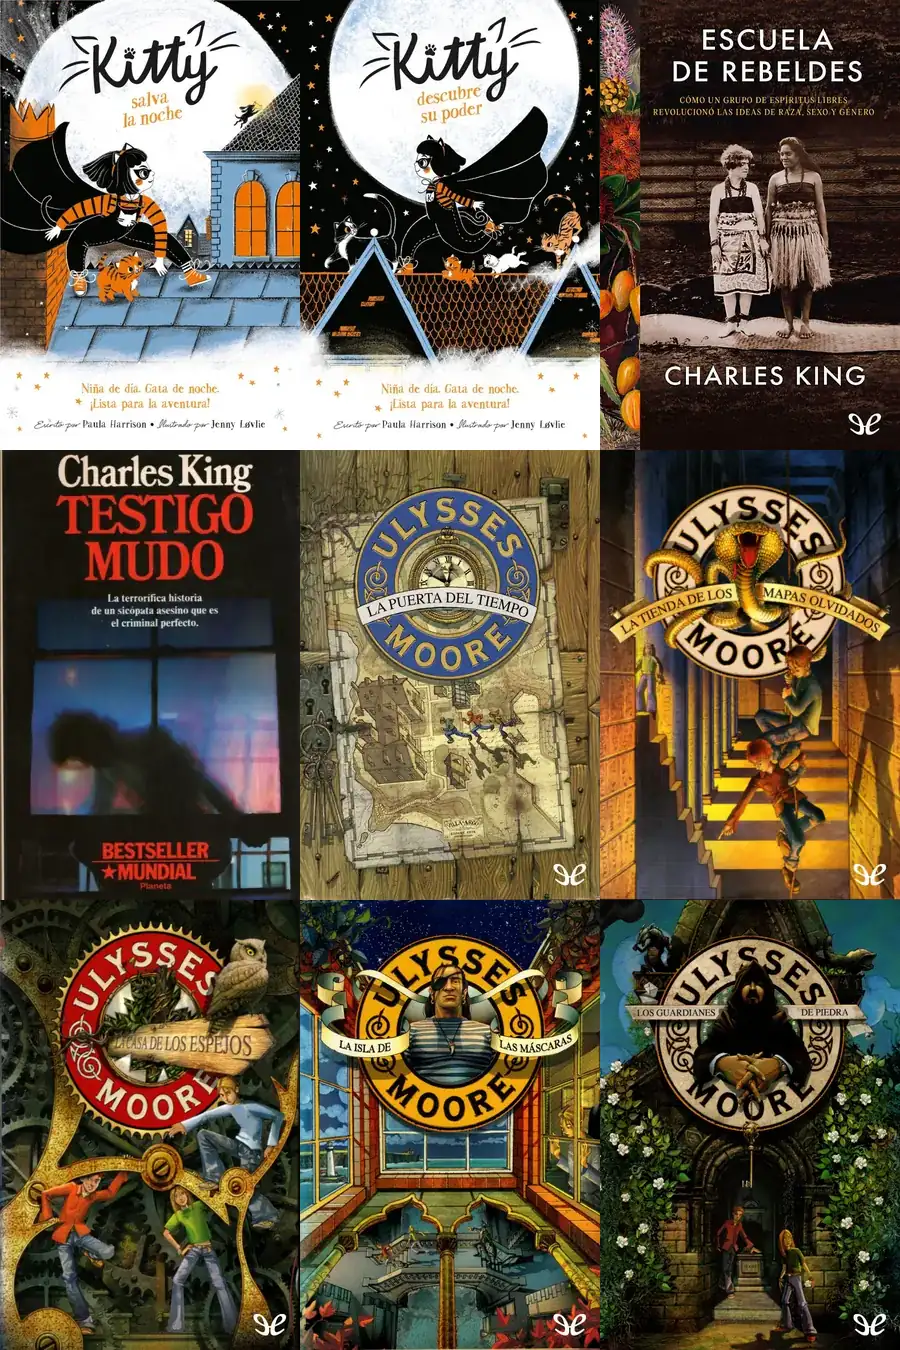 Kitty
salva
la noche
Niña de día. Gata de noche.
¡Lista para la aventura!
Escrito por Paula Harrison • Ilustrado por Jenny Løvlie
Kitty
descubre
su poder
Niña de día. Gata de noche.
¡Lista para la aventura!
Escrito por Paula Harrison • Ilustrado por Jenny Løvlie
ESCUELA
DE REBELDES
CÓMO UN GRUPO DE ESPÍRITUS LIBRES
REVOLUCIONÓ LAS IDEAS DE RAZA, SEXO Y GÉNERO
CHARLES KING
Charles King
TESTIGO
MUDO
La terrorífica historia
de un sicópata asesino que es
el criminal perfecto.
BESTSELLER
MUNDIAL
Planeta
ULYSSES
LA PUERTA DEL TIEMPO
MOORE
ULYSSES
LA TIENDA DE LOS MAPAS OLVIDADOS
MOORE
ULYSSES
LA CASA DE LOS ESPEJOS
MOORE
ULYSSES
LA ISLA DE LAS MÁSCARAS
MOORE
ULYSSES
LOS GUARDIANES DE PIEDRA
MOORE